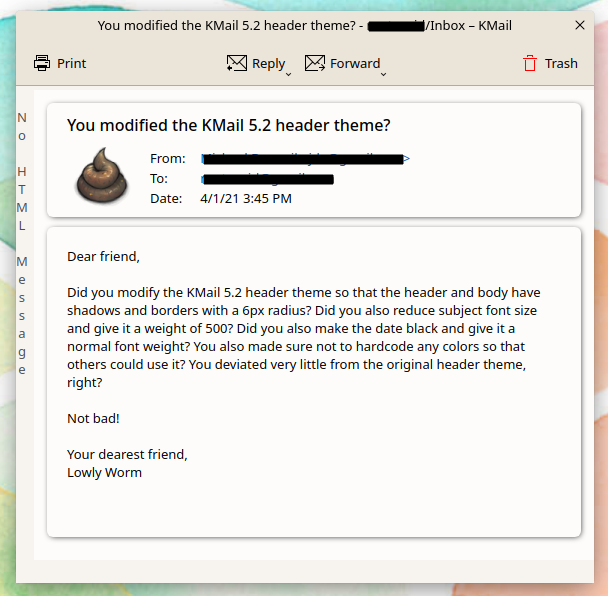 You modified the KMail 5.2 header theme? - /Inbox – KMail
Print Reply Forward Trash
No HTML Message
You modified the KMail 5.2 header theme?
From: >
To:
Date: 4/1/21 3:45 PM
Dear friend,
Did you modify the KMail 5.2 header theme so that the header and body have
shadows and borders with a 6px radius? Did you also reduce subject font size
and give it a weight of 500? Did you also make the date black and give it a
normal font weight? You also made sure not to hardcode any colors so that
others could use it? You deviated very little from the original header theme,
right?
Not bad!
Your dearest friend,
Lowly Worm